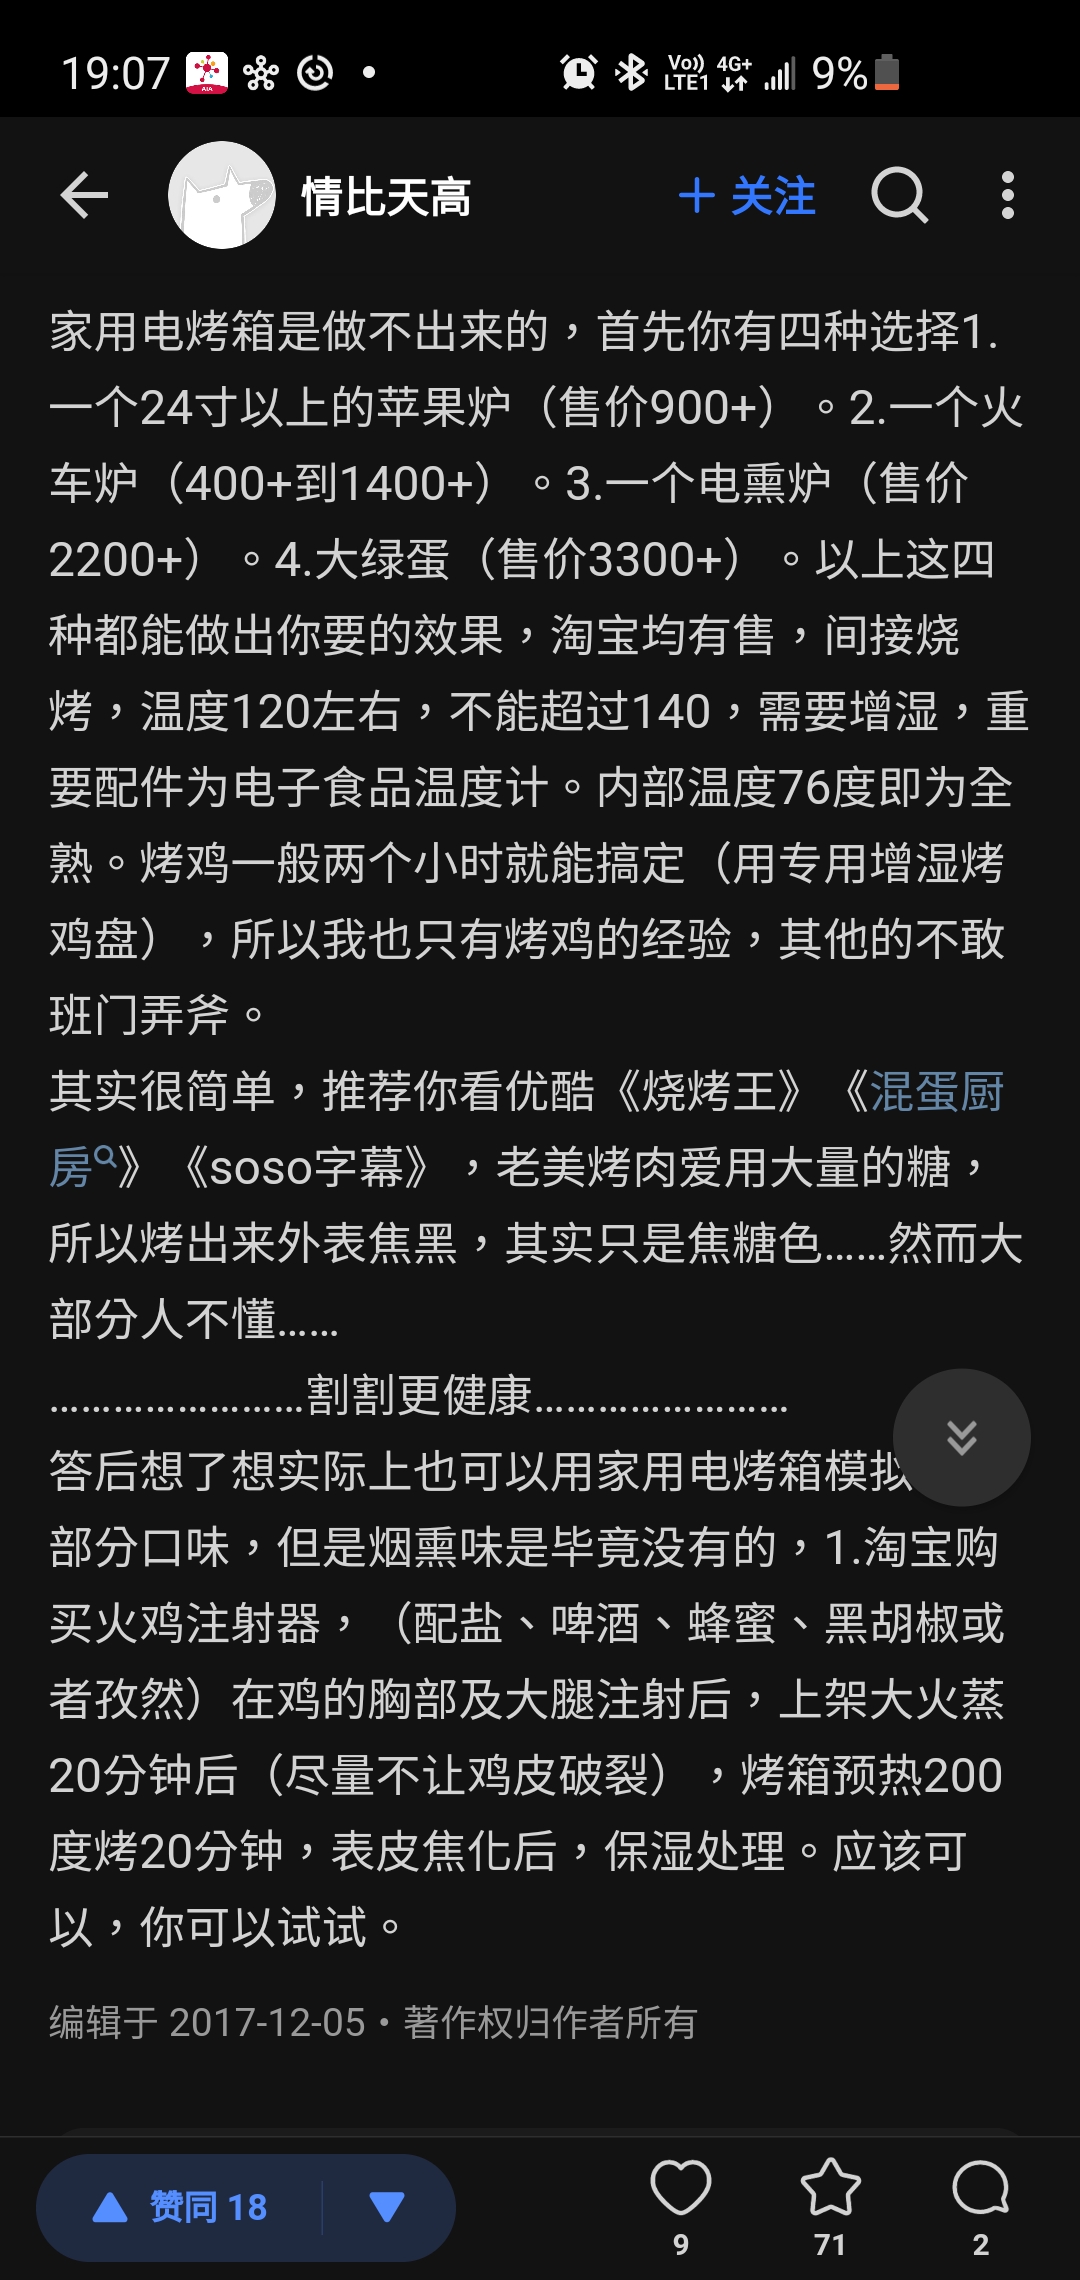 19:07
AIA
Vo)) LTE1
4G+
9%
情比天高
+ 关注
家用电烤箱是做不出来的，首先你有四种选择1.
一个24寸以上的苹果炉（售价900+）。2.一个火
车炉（400+到1400+）。3.一个电熏炉（售价
2200+）。4.大绿蛋（售价3300+）。以上这四
种都能做出你要的效果，淘宝均有售，间接烧
烤，温度120左右，不能超过140，需要增湿，重
要配件为电子食品温度计。内部温度76度即为全
熟。烤鸡一般两个小时就能搞定（用专用增湿烤
鸡盘），所以我也只有烤鸡的经验，其他的不敢
班门弄斧。
其实很简单，推荐你看优酷《烧烤王》《混蛋厨
房》《soso字幕》，老美烤肉爱用大量的糖，
所以烤出来外表焦黑，其实只是焦糖色……然而大
部分人不懂……
……………………割割更健康……………………
答后想了想实际上也可以用家用电烤箱模拟
部分口味，但是烟熏味是毕竟没有的，1.淘宝购
买火鸡注射器，（配盐、啤酒、蜂蜜、黑胡椒或
者孜然）在鸡的胸部及大腿注射后，上架大火蒸
20分钟后（尽量不让鸡皮破裂），烤箱预热200
度烤20分钟，表皮焦化后，保湿处理。应该可
以，你可以试试。
编辑于 2017-12-05・著作权归作者所有
赞同 18
9
71
2